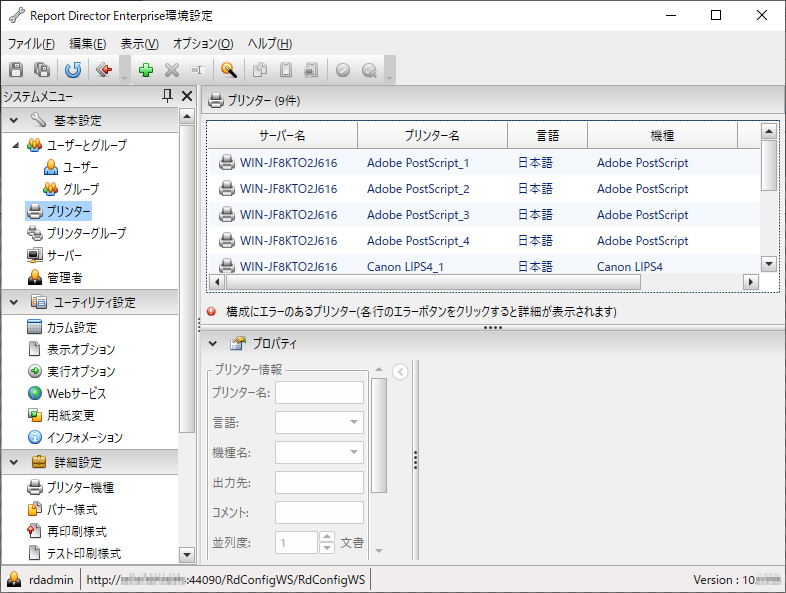 Report Director Enterprise環境設定
ファイル(F) 編集(E) 表示(V) オプション(O) ヘルプ(H)
システムメニュー
基本設定
ユーザーとグループ
ユーザー
グループ
プリンター
プリンターグループ
サーバー
管理者
ユーティリティ設定
カラム設定
表示オプション
実行オプション
Webサービス
用紙変更
インフォメーション
詳細設定
プリンター機種
バナー様式
再印刷様式
テスト印刷様式
プリンター (9件)
サーバー名 プリンター名 言語 機種
WIN-JF8KTO2J616 Adobe PostScript_1 日本語 Adobe PostScript
WIN-JF8KTO2J616 Adobe PostScript_2 日本語 Adobe PostScript
WIN-JF8KTO2J616 Adobe PostScript_3 日本語 Adobe PostScript
WIN-JF8KTO2J616 Adobe PostScript_4 日本語 Adobe PostScript
WIN-JF8KTO2J616 Canon LIPS4_1 日本語 Canon LIPS4
構成にエラーのあるプリンター(各行のエラーボタンをクリックすると詳細が表示されます)
プロパティ
プリンター情報
プリンター名:
言語:
機種名:
出力先:
コメント:
並列度: 1 文書
rdadmin http:// :44090/RdConfigWS/RdConfigWS Version : 10.